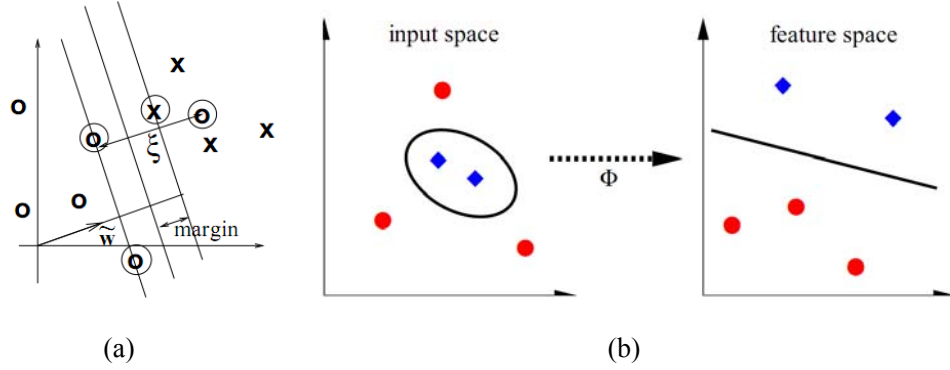 X
O
X
O
O
ξ
X
X
O
O
w̃
margin
O
(a)
input space
Φ
feature space
(b)